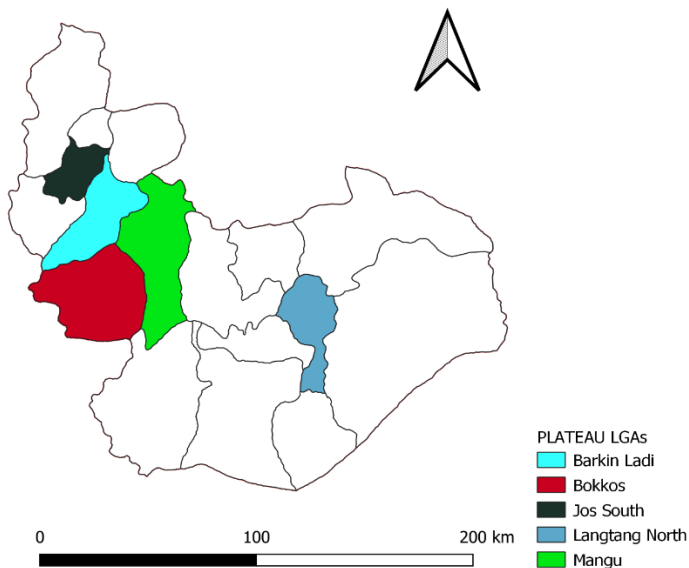 PLATEAU LGAs
Barkin Ladi
Bokkos
Jos South
Langtang North
Mangu
0 100 200 km